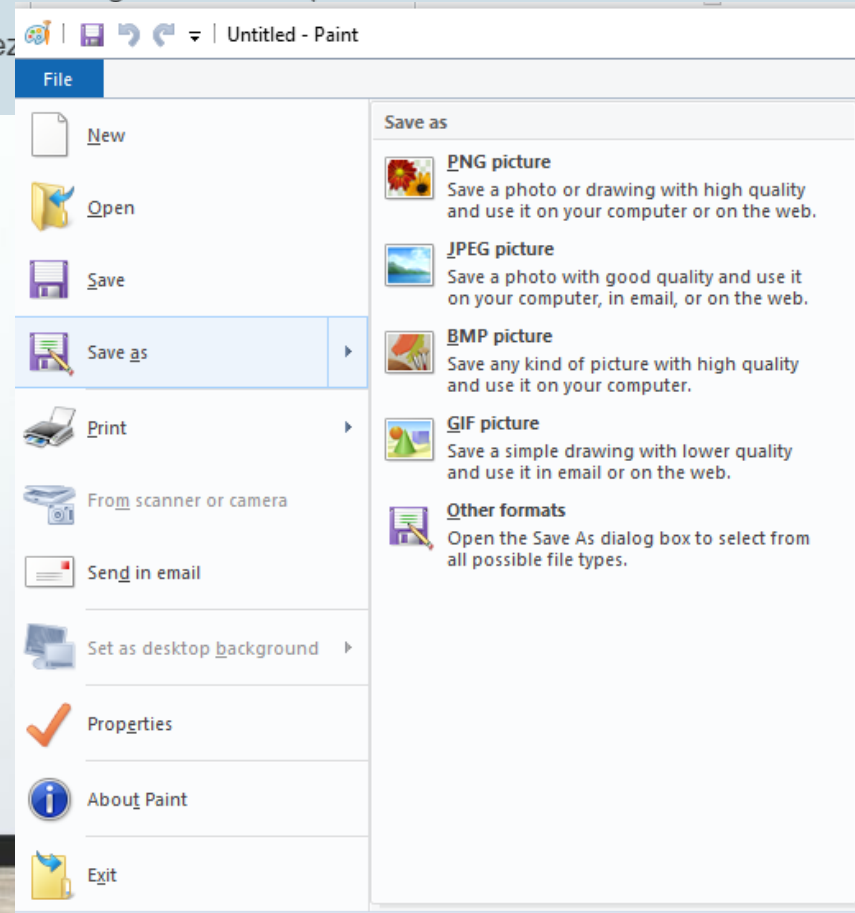 Untitled - Paint
File
New
Open
Save
Save as
Print
From scanner or camera
Send in email
Set as desktop background
Properties
About Paint
Exit
Save as
PNG picture
Save a photo or drawing with high quality
and use it on your computer or on the web.
JPEG picture
Save a photo with good quality and use it
on your computer, in email, or on the web.
BMP picture
Save any kind of picture with high quality
and use it on your computer.
GIF picture
Save a simple drawing with lower quality
and use it in email or on the web.
Other formats
Open the Save As dialog box to select from
all possible file types.